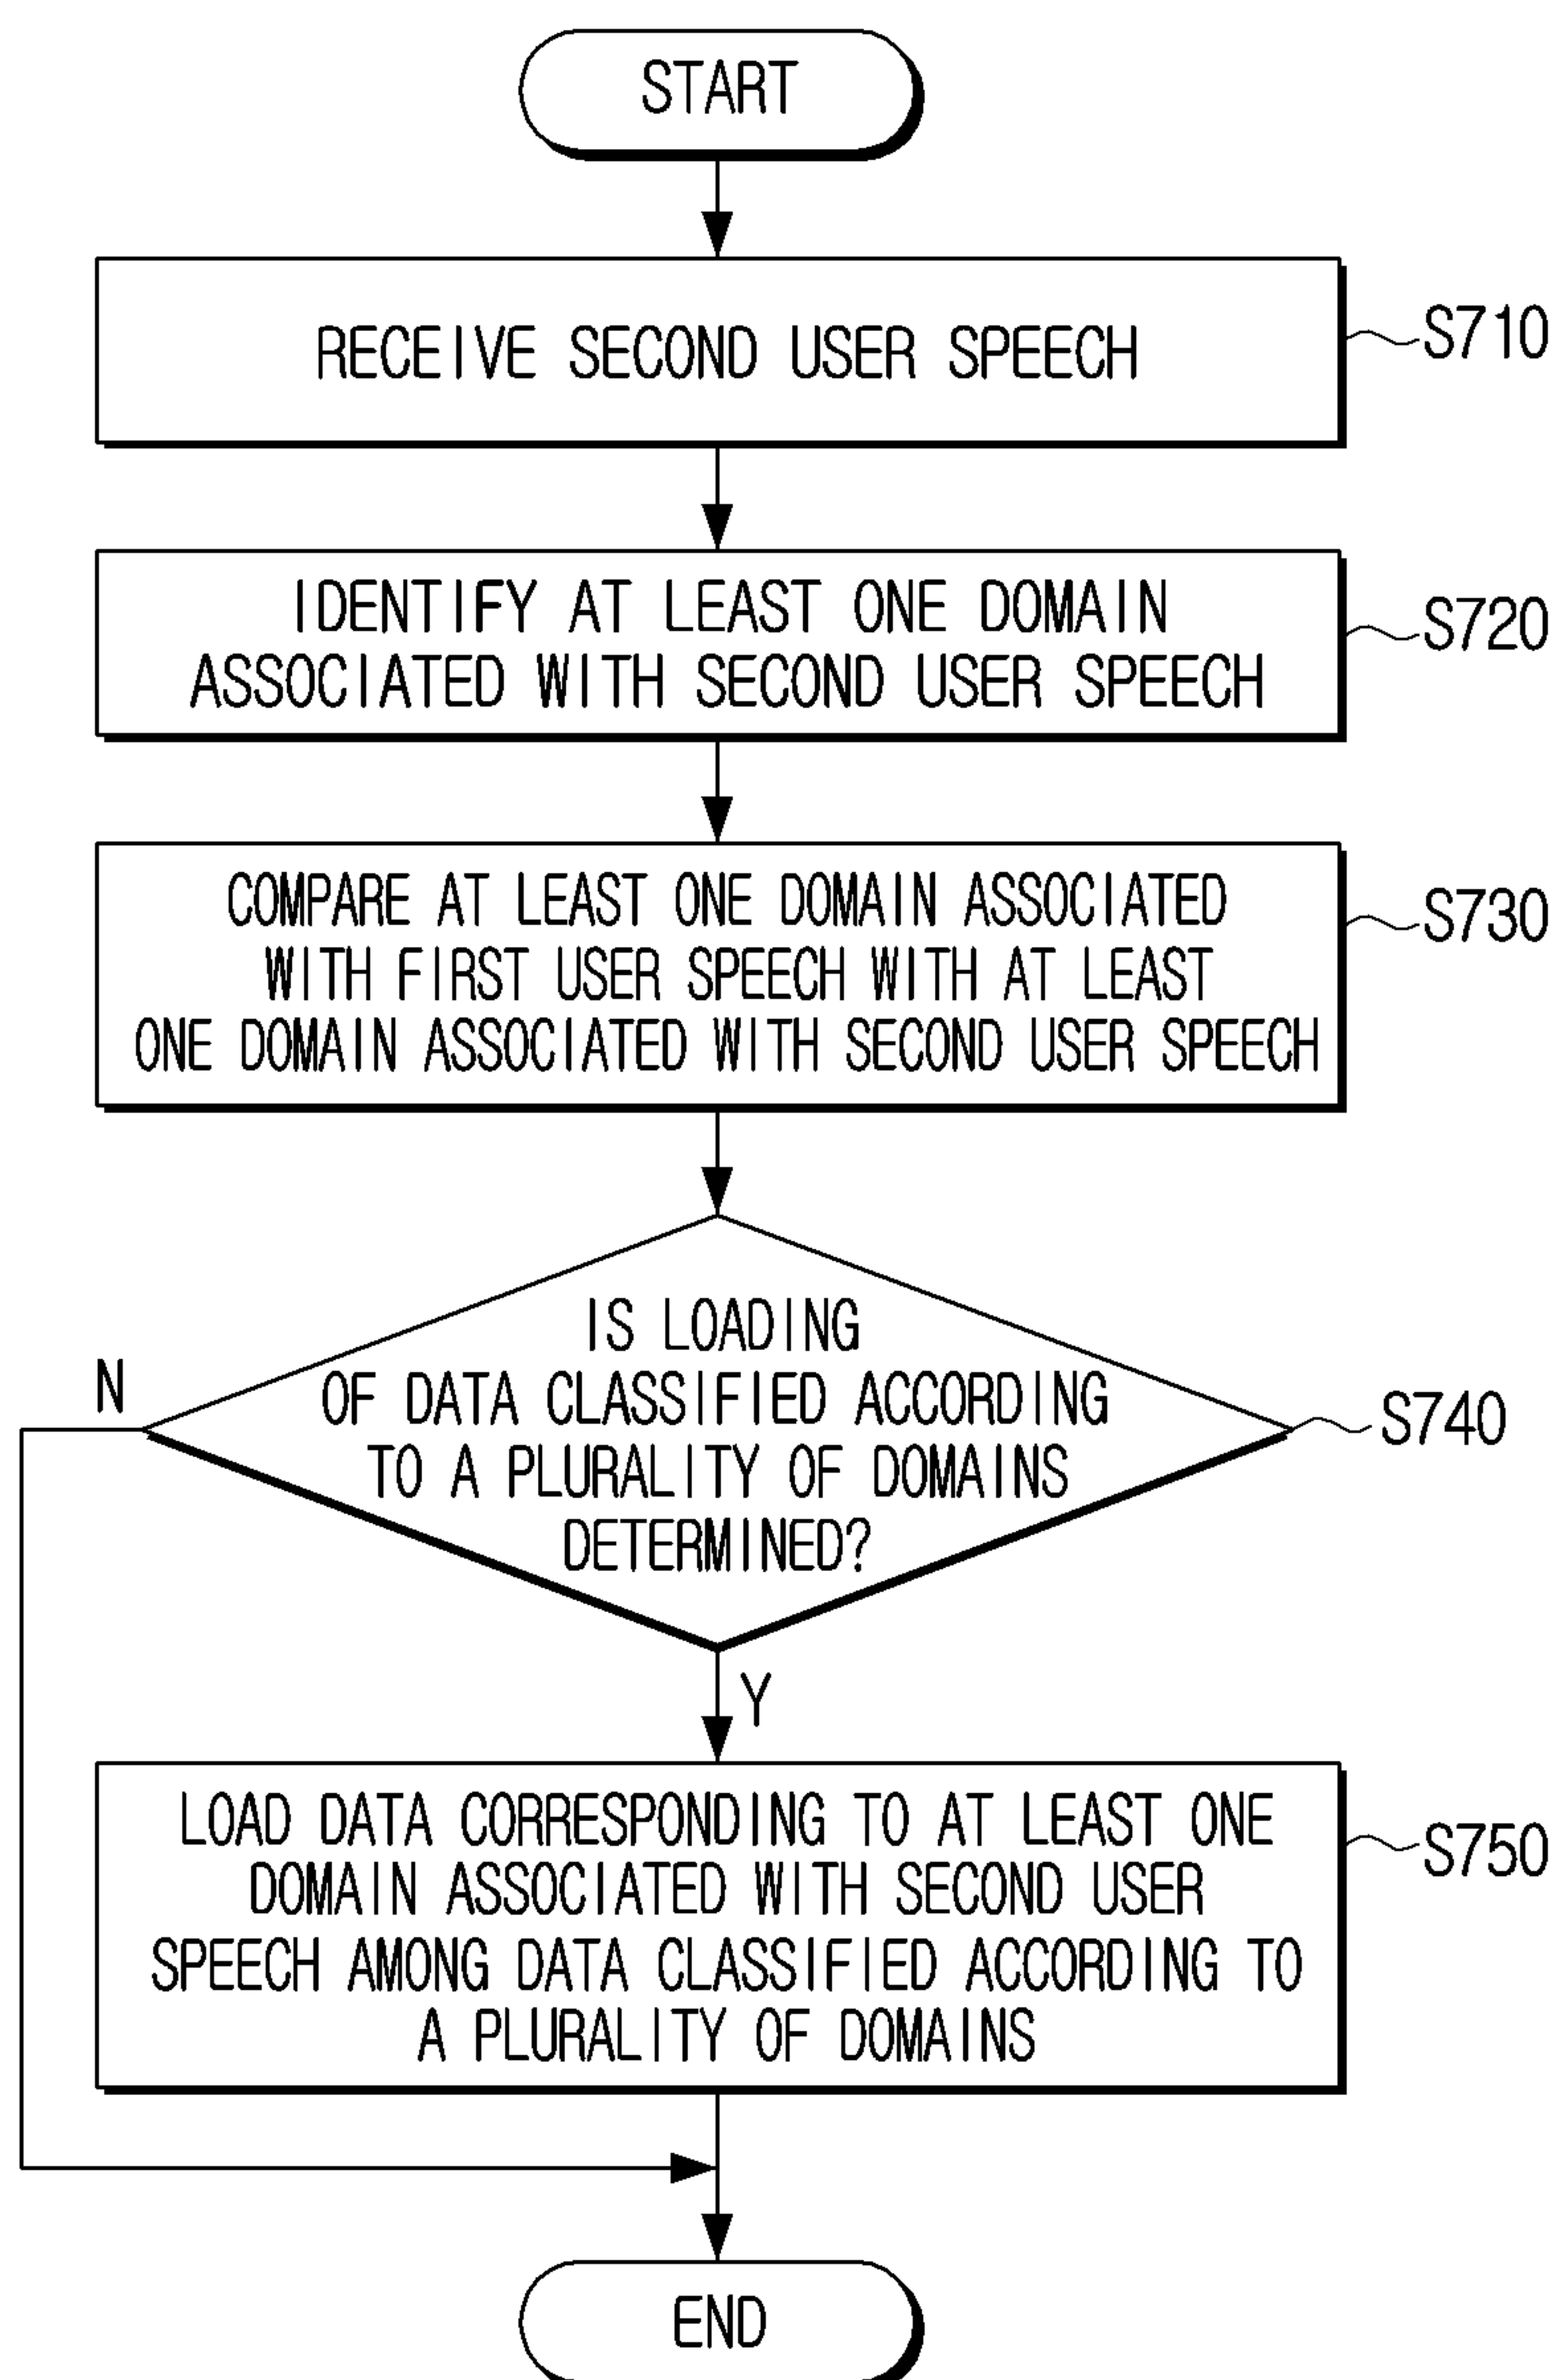 START
RECEIVE SECOND USER SPEECH
S710
IDENTIFY AT LEAST ONE DOMAIN
ASSOCIATED WITH SECOND USER SPEECH
S720
COMPARE AT LEAST ONE DOMAIN ASSOCIATED
WITH FIRST USER SPEECH WITH AT LEAST
ONE DOMAIN ASSOCIATED WITH SECOND USER SPEECH
S730
IS LOADING
OF DATA CLASSIFIED ACCORDING
TO A PLURALITY OF DOMAINS
DETERMINED?
N
S740
Y
LOAD DATA CORRESPONDING TO AT LEAST ONE
DOMAIN ASSOCIATED WITH SECOND USER
SPEECH AMONG DATA CLASSIFIED ACCORDING TO
A PLURALITY OF DOMAINS
S750
END